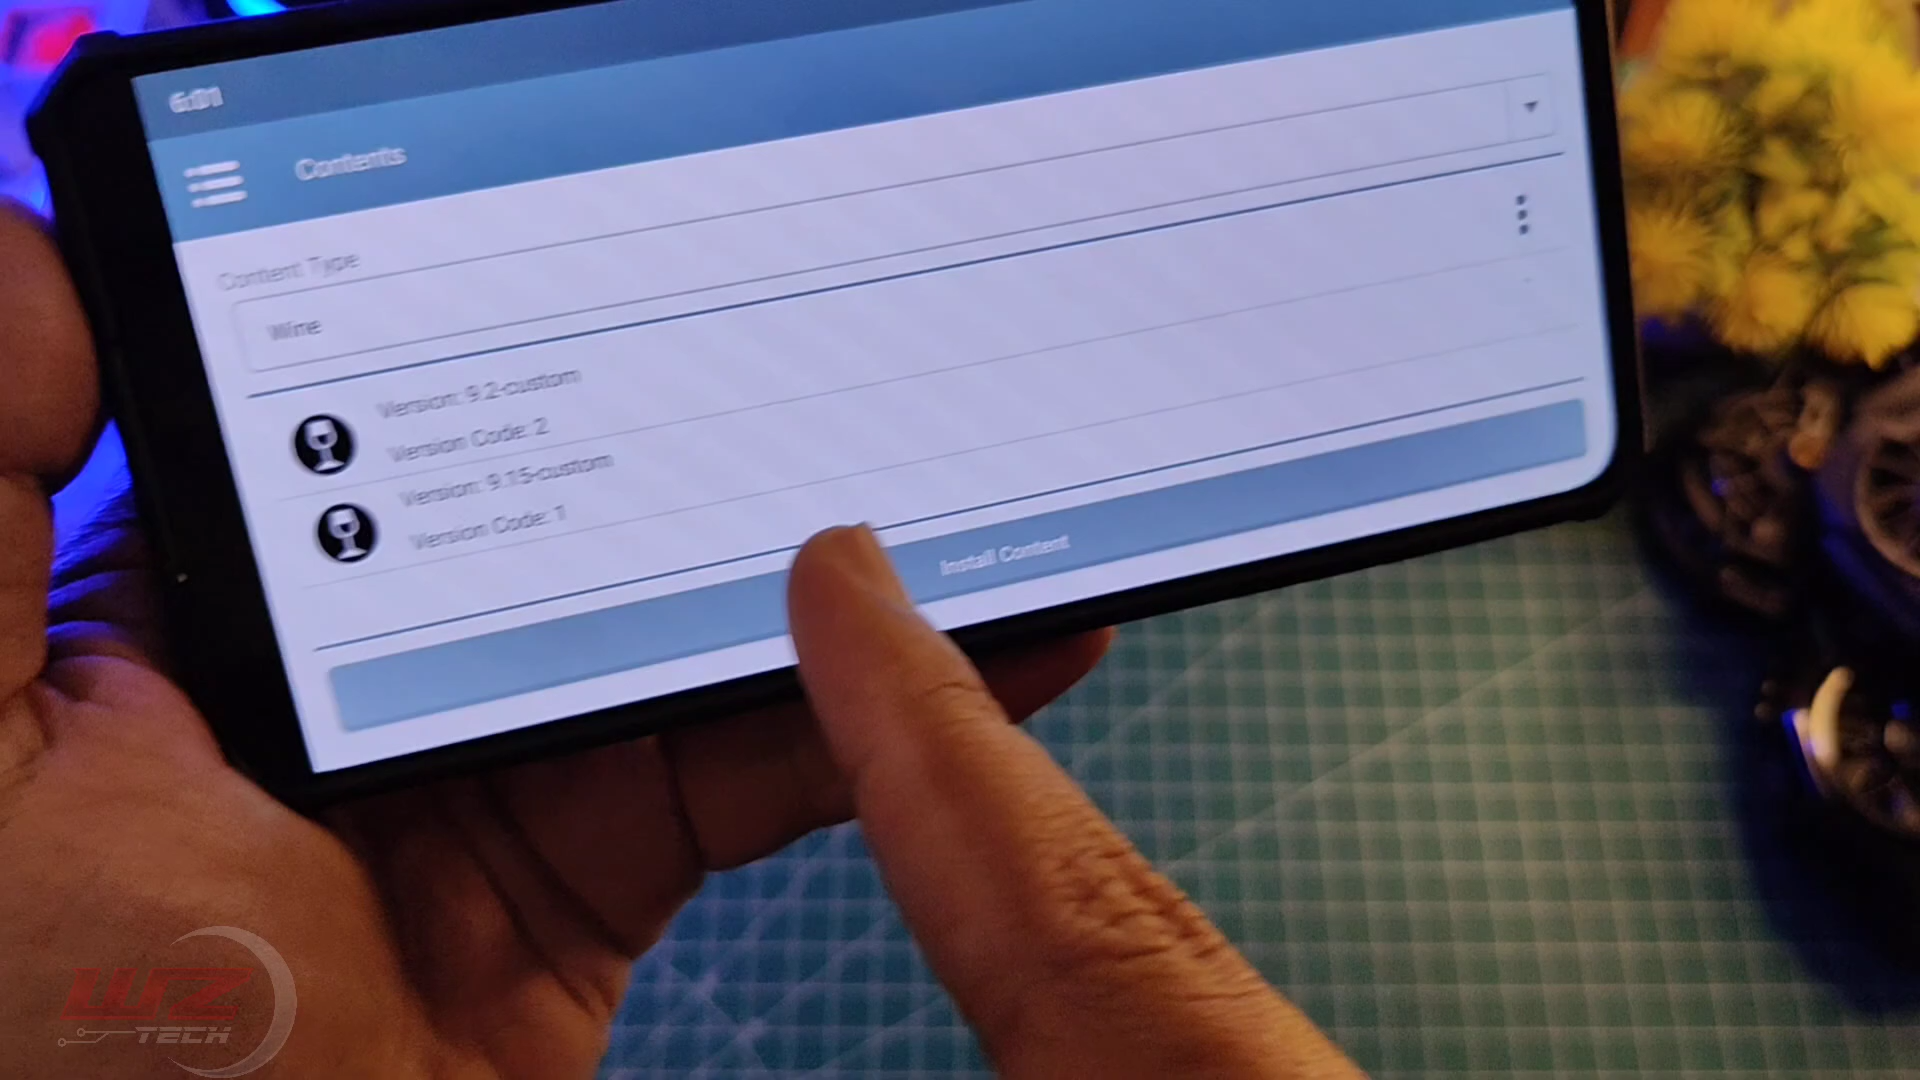 6:01
Contents
Content Type
Wine
Version: 9.2-custom
Version Code: 2
Version: 9.15-custom
Version Code: 1
Install Content
WZ
TECH